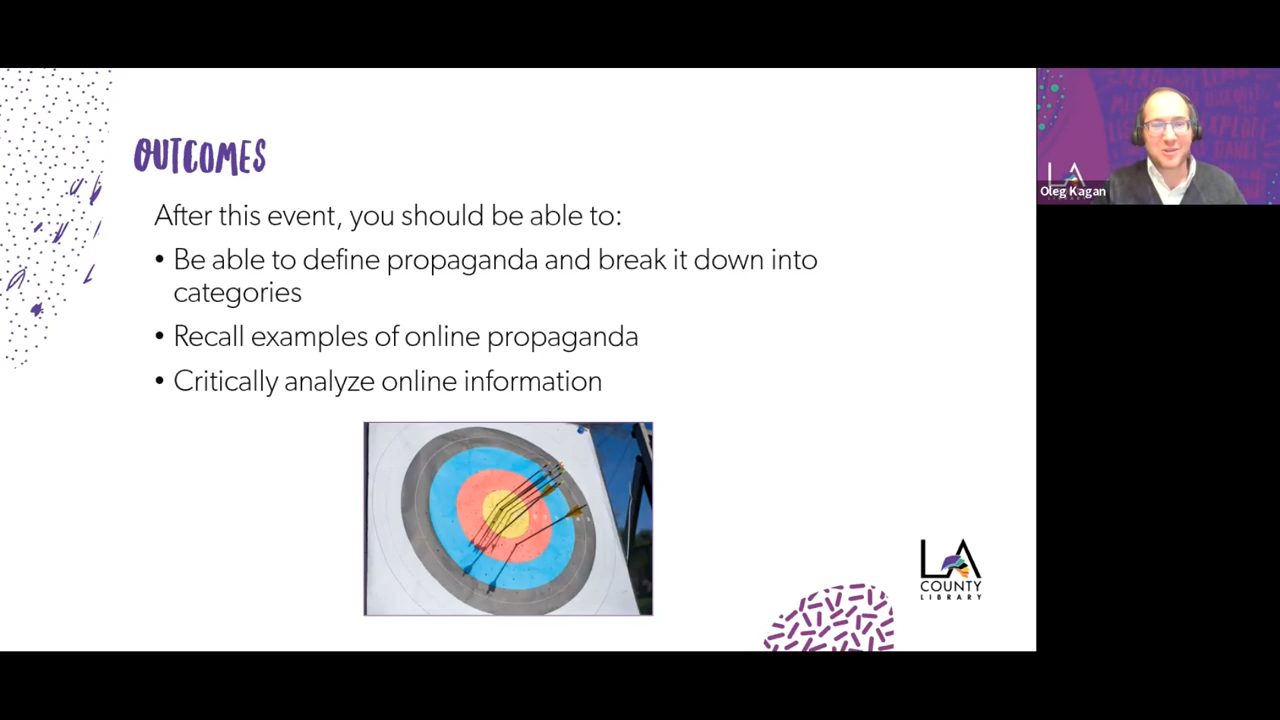 OUTCOMES
After this event, you should be able to:
• Be able to define propaganda and break it down into
categories
• Recall examples of online propaganda
• Critically analyze online information
LA
COUNTY
LIBRARY
LA
Oleg Kagan